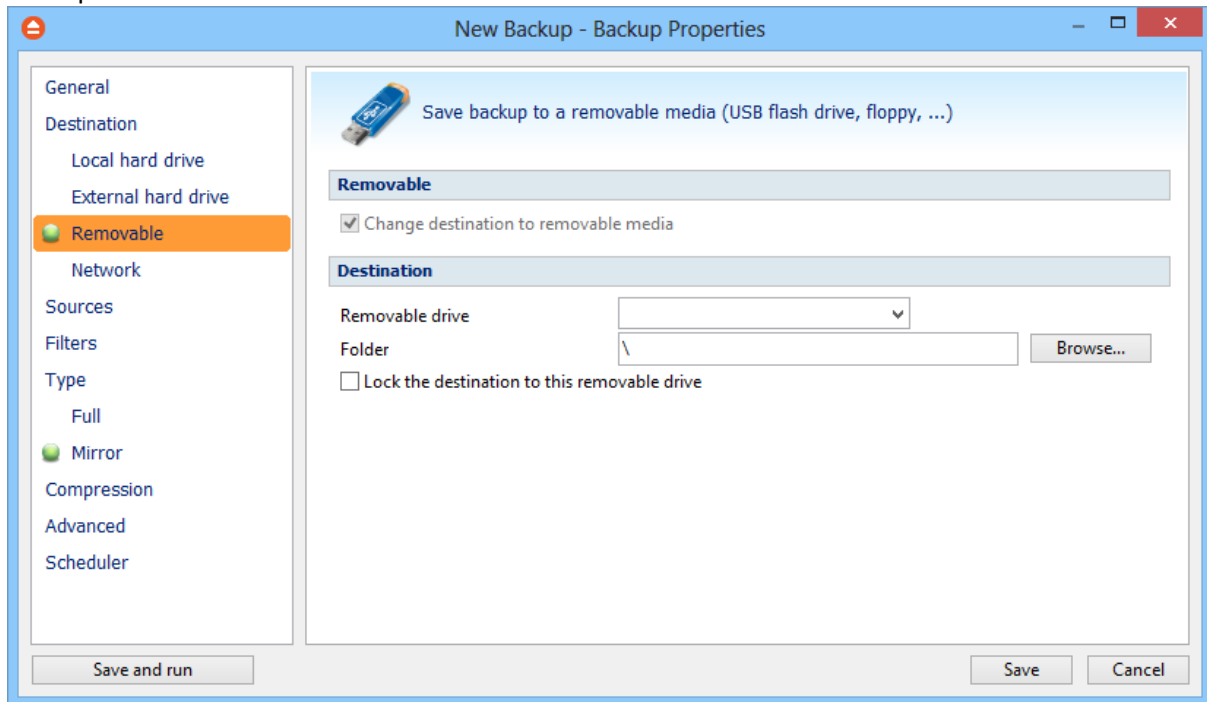 New Backup - Backup Properties
General
Destination
Local hard drive
External hard drive
Removable
Network
Sources
Filters
Type
Full
Mirror
Compression
Advanced
Scheduler
Save backup to a removable media (USB flash drive, floppy, ...)
Removable
Change destination to removable media
Destination
Removable drive
Folder \ Browse...
Lock the destination to this removable drive
Save and run Save Cancel